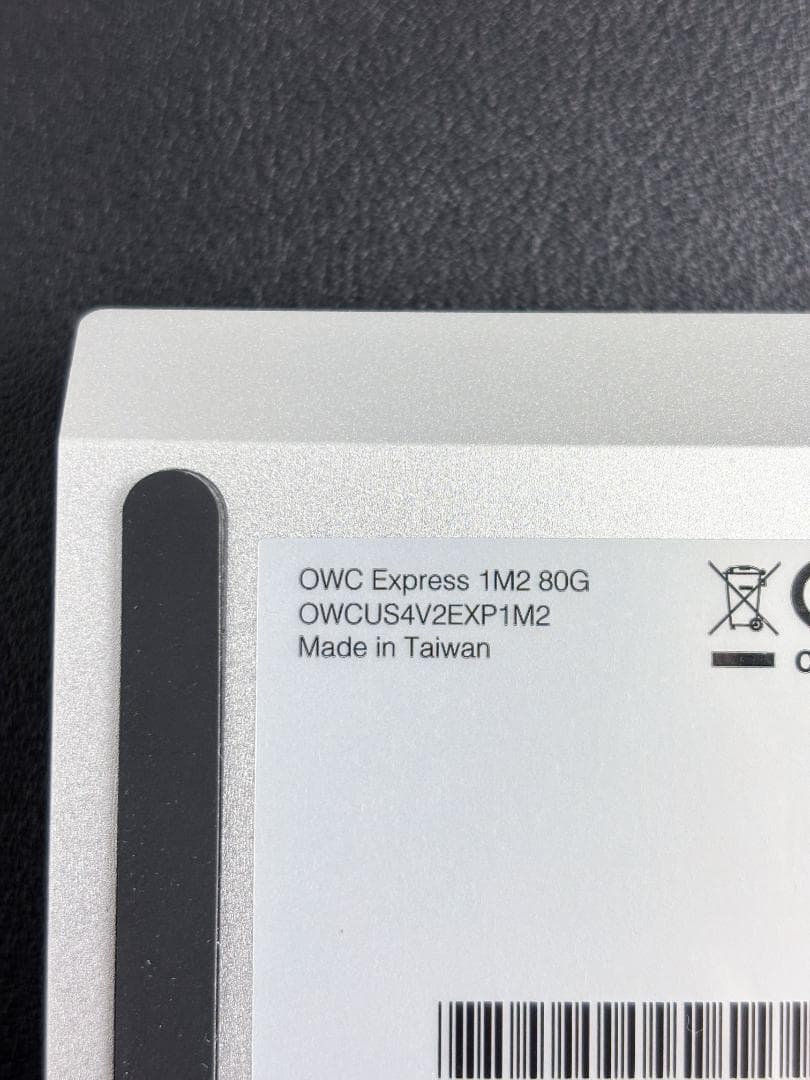 OWC Express 1M2 80G
OWCUS4V2EXP1M2
Made in Taiwan